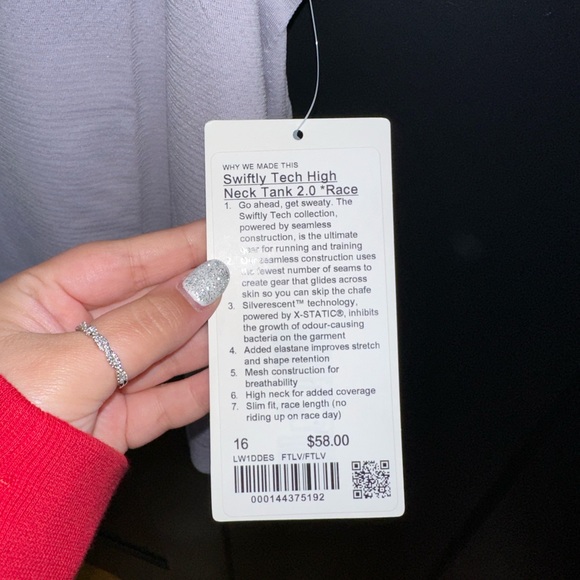 WHY WE MADE THIS
Swiftly Tech High
Neck Tank 2.0 *Race
1. Go ahead, get sweaty. The
Swiftly Tech collection,
powered by seamless
construction, is the ultimate
for running and training
seamless construction uses
fewest number of seams to
create gear that glides across
skin so you can skip the chafe
3. Silverescent™ technology,
powered by X-STATIC®, inhibits
the growth of odour-causing
bacteria on the garment
4. Added elastane improves stretch
and shape retention
5. Mesh construction for
breathability
6. High neck for added coverage
7. Slim fit, race length (no
riding up on race day)
16 $58.00
LW1DDES FTLV/FTLV
000144375192